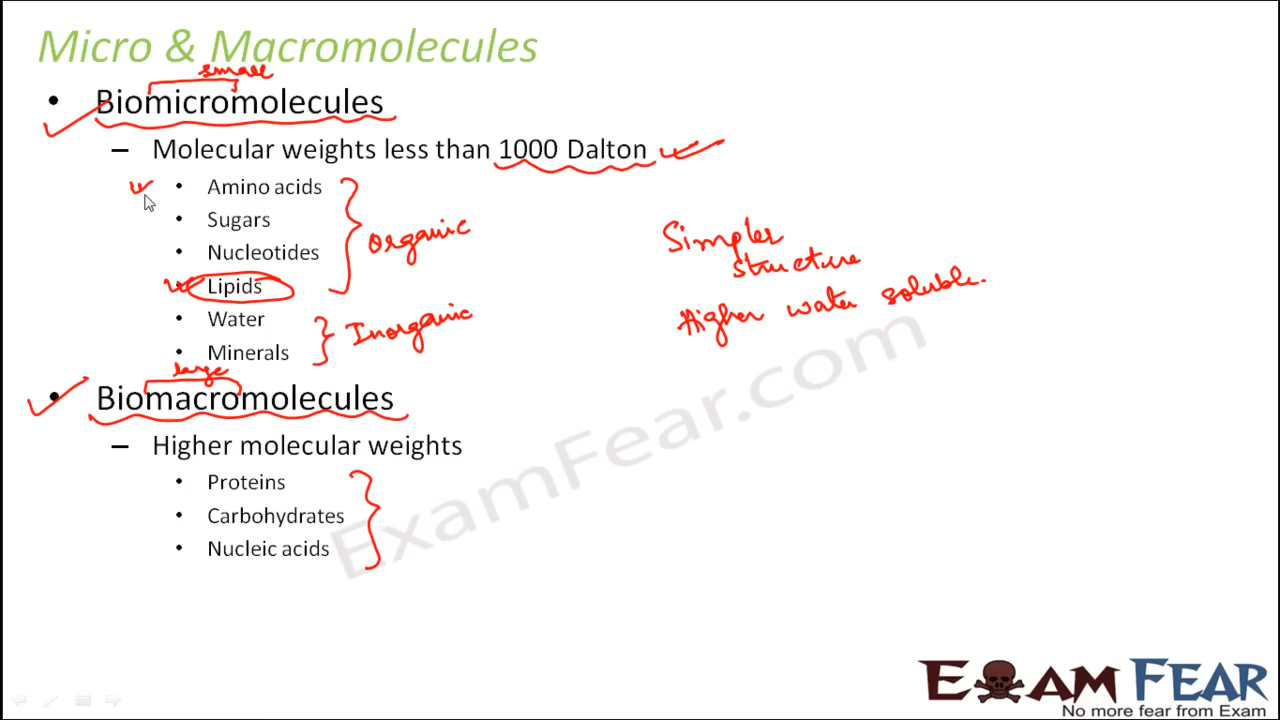 Micro & Macromolecules
small
• Biomicromolecules
– Molecular weights less than 1000 Dalton
• Amino acids
• Sugars
• Nucleotides
Organic
• Lipids
• Water
• Minerals
Inorganic
Simpler
structure
Higher water soluble.
large
• Biomacromolecules
– Higher molecular weights
• Proteins
• Carbohydrates
• Nucleic acids
ExamFear.com
EXAM FEAR
No more fear from Exam